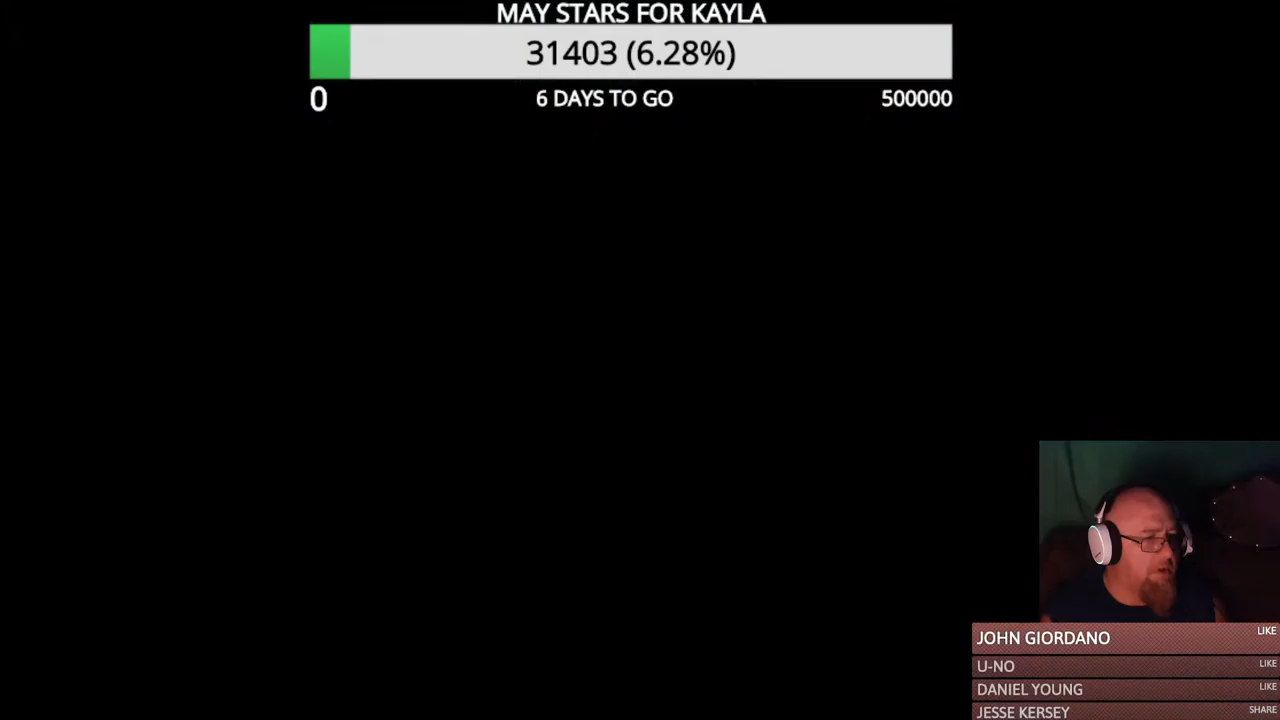 MAY STARS FOR KAYLA
31403 (6.28%)
0 6 DAYS TO GO 500000
JOHN GIORDANO LIKE
U-NO LIKE
DANIEL YOUNG LIKE
JESSE KERSEY SHARE